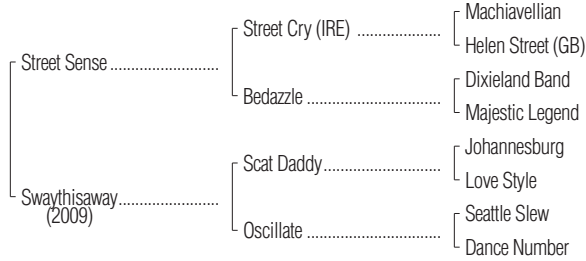 Machiavellian
Street Cry (IRE) ..................
Helen Street (GB)
Street Sense ........................
Dixieland Band
Bedazzle .............................
Majestic Legend
Johannesburg
Scat Daddy .........................
Love Style
Swaythisaway ......................
(2009)
Seattle Slew
Oscillate .............................
Dance Number